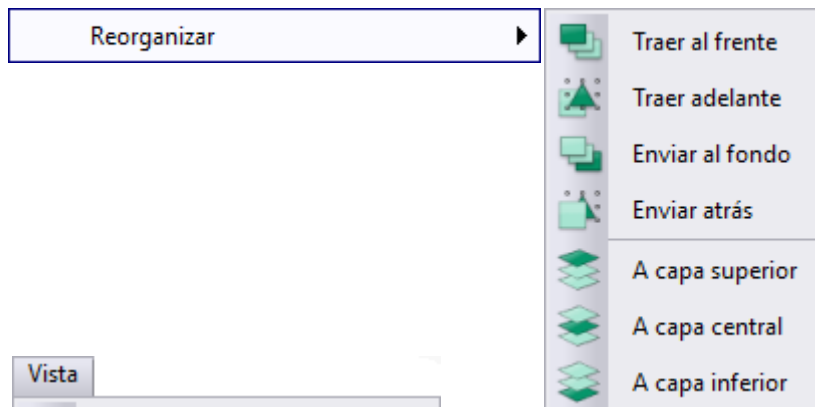 Reorganizar
Traer al frente
Traer adelante
Enviar al fondo
Enviar atrás
A capa superior
A capa central
A capa inferior
Vista